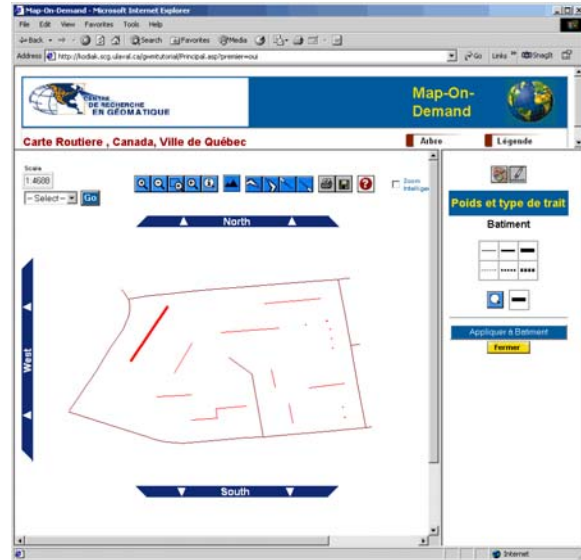 Map-On-Demand - Microsoft Internet Explorer
File Edit View Favorites Tools Help
Back Search Favorites Media
Address http://kodiak.scg.ulaval.ca/gwmtutorial/Principal.asp?premier=oui Go Links SnagIt
CENTRE
DE RECHERCHE
EN GÉOMATIQUE
Map-On-
Demand
Carte Routiere , Canada, Ville de Québec
Arbre
Légende
Scale
1:4688
--Select-- Go
Zoom
North
Poids et type de trait
Batiment
West
Appliquer à Batiment
Fermer
South
Internet